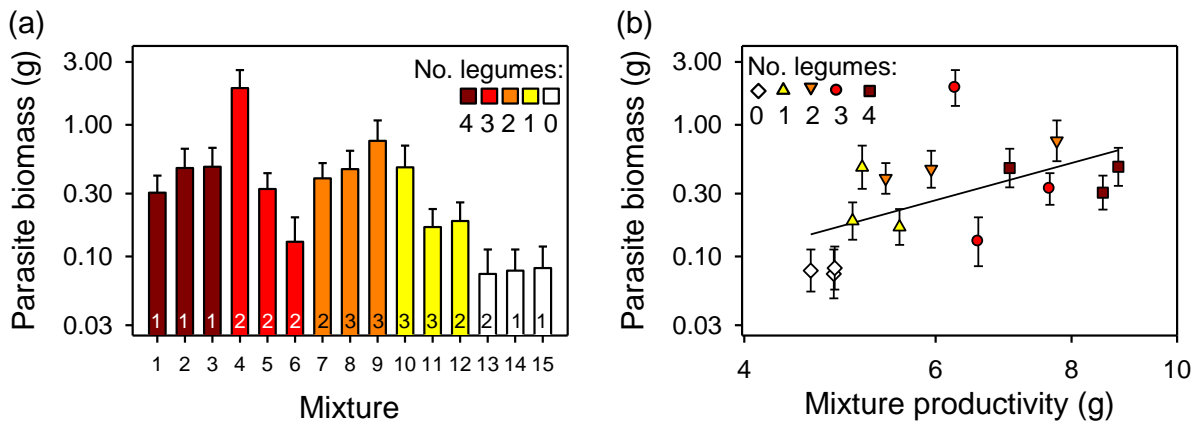 (a)
Parasite biomass (g)
3.00
1.00
0.30
0.10
0.03
No. legumes:
4 3 2 1 0
1 1 1 2 2 2 2 3 3 3 3 2 2 1 1
1 2 3 4 5 6 7 8 9 10 11 12 13 14 15
Mixture
(b)
Parasite biomass (g)
3.00
1.00
0.30
0.10
0.03
No. legumes:
0 1 2 3 4
4 6 8 10
Mixture productivity (g)